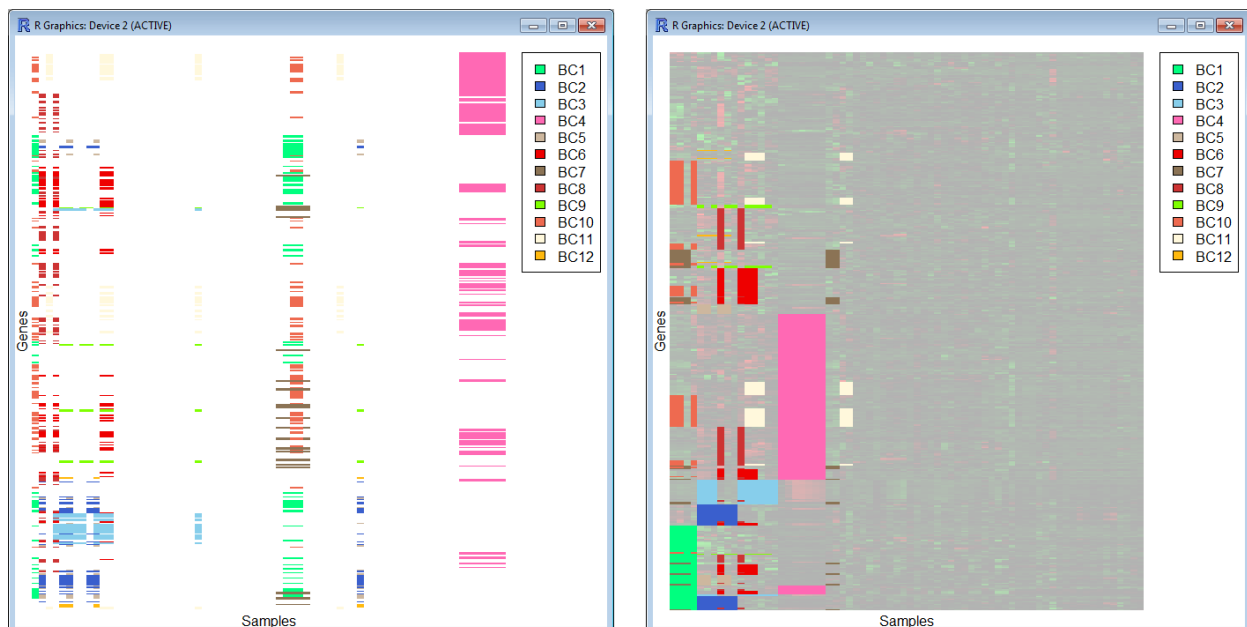 R Graphics: Device 2 (ACTIVE)
BC1
BC2
BC3
BC4
BC5
BC6
BC7
BC8
BC9
BC10
BC11
BC12
Genes
Samples
R Graphics: Device 2 (ACTIVE)
BC1
BC2
BC3
BC4
BC5
BC6
BC7
BC8
BC9
BC10
BC11
BC12
Genes
Samples